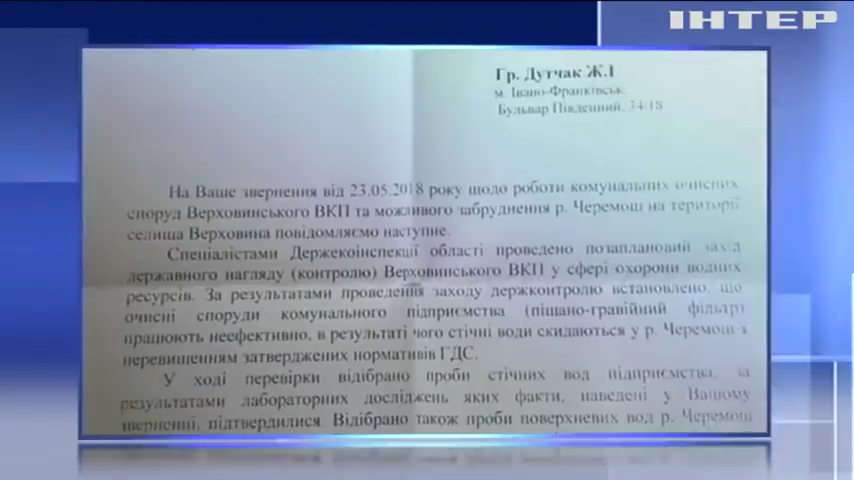 ІНТЕР
Гр. Дутчак Ж.І
м. Івано-Франківськ,
Бульвар Південний, 34/18
На Ваше звернення від 23.05.2018 року щодо роботи комунальних очисних
споруд Верховинського ВКП та можливого забруднення р. Черемош на території
селища Верховина повідомляємо наступне.
Спеціалістами Держекоінспекції області проведено позаплановий захід
державного нагляду (контролю) Верховинського ВКП у сфері охорони водних
ресурсів. За результатами проведення заходу держконтролю встановлено, що
очисні споруди комунального підприємства (піщано-гравійний фільтр)
працюють неефективно, в результаті чого стічні води скидаються у р. Черемош з
перевищенням затверджених нормативів ГДС.
У ході перевірки відібрано проби стічних вод підприємства, за
результатами лабораторних досліджень яких факти, наведені у Вашому
зверненні, підтвердилися. Відібрано також проби поверхневих вод р. Черемош